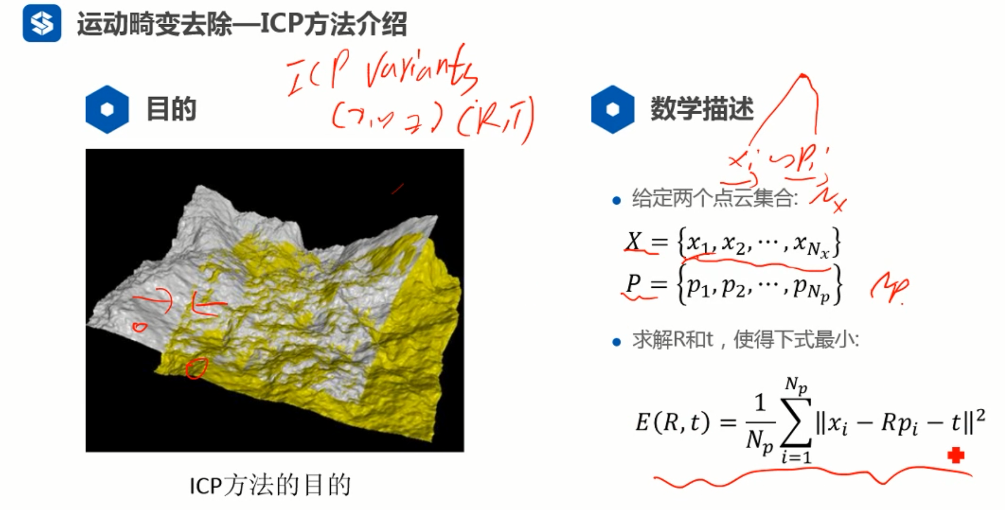 运动畸变去除—ICP方法介绍
ICP variants
(x, y, z) (R,T)
目的
ICP方法的目的
数学描述
x_i ~ p_i
给定两个点云集合:
N_x
X = {x_1, x_2, ⋯, x_{N_x}}
P = {p_1, p_2, ⋯, p_{N_p}}
N_p
求解R和t，使得下式最小:
E(R, t) = \frac{1}{N_p} \sum_{i=1}^{N_p} ‖x_i − Rp_i − t‖^2